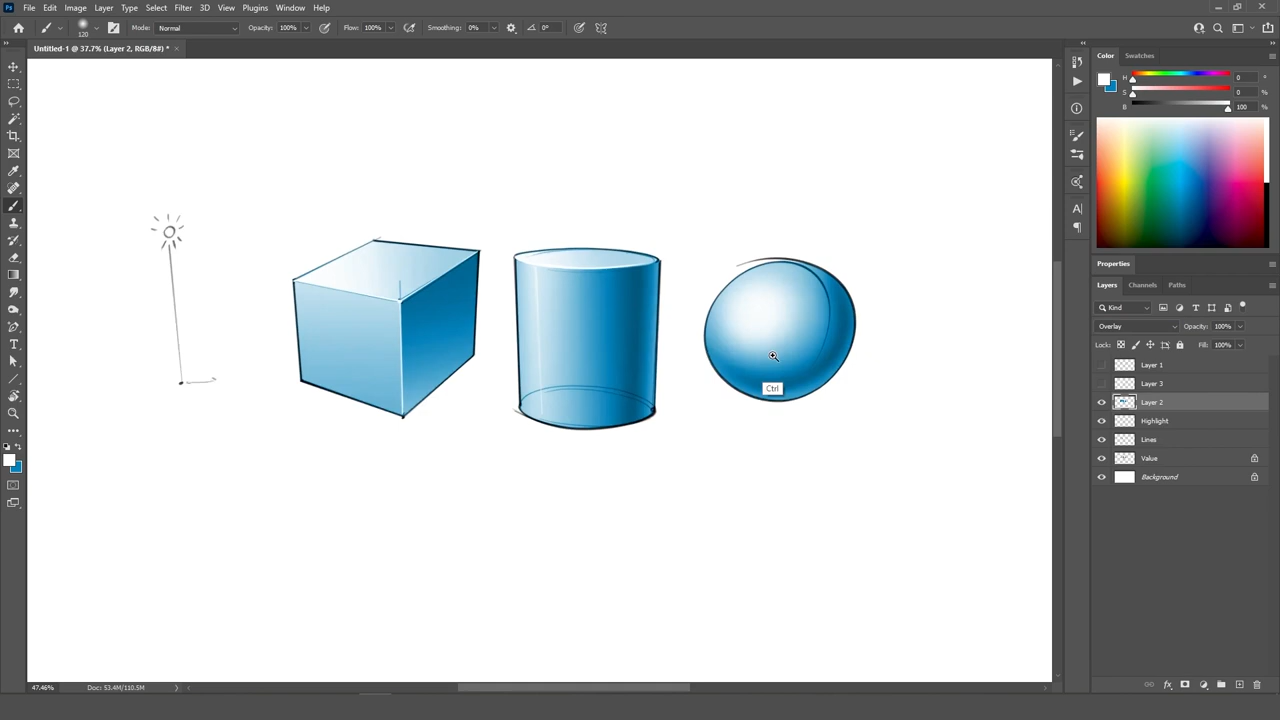 Ps File Edit Image Layer Type Select Filter 3D View Plugins Window Help
120 Mode: Normal Opacity: 100% Flow: 100% Smoothing: 0% 0°
Untitled-1 @ 37.7% (Layer 2, RGB/8#) * ×
Color Swatches
H 0 °
S 0 %
B 100 %
Properties
Layers Channels Paths
Kind
Overlay Opacity: 100%
Lock: Fill: 100%
Layer 1
Layer 3
Layer 2
Highlight
Lines
Value
Background
Ctrl
47.46% Doc: 53.4M/110.5M